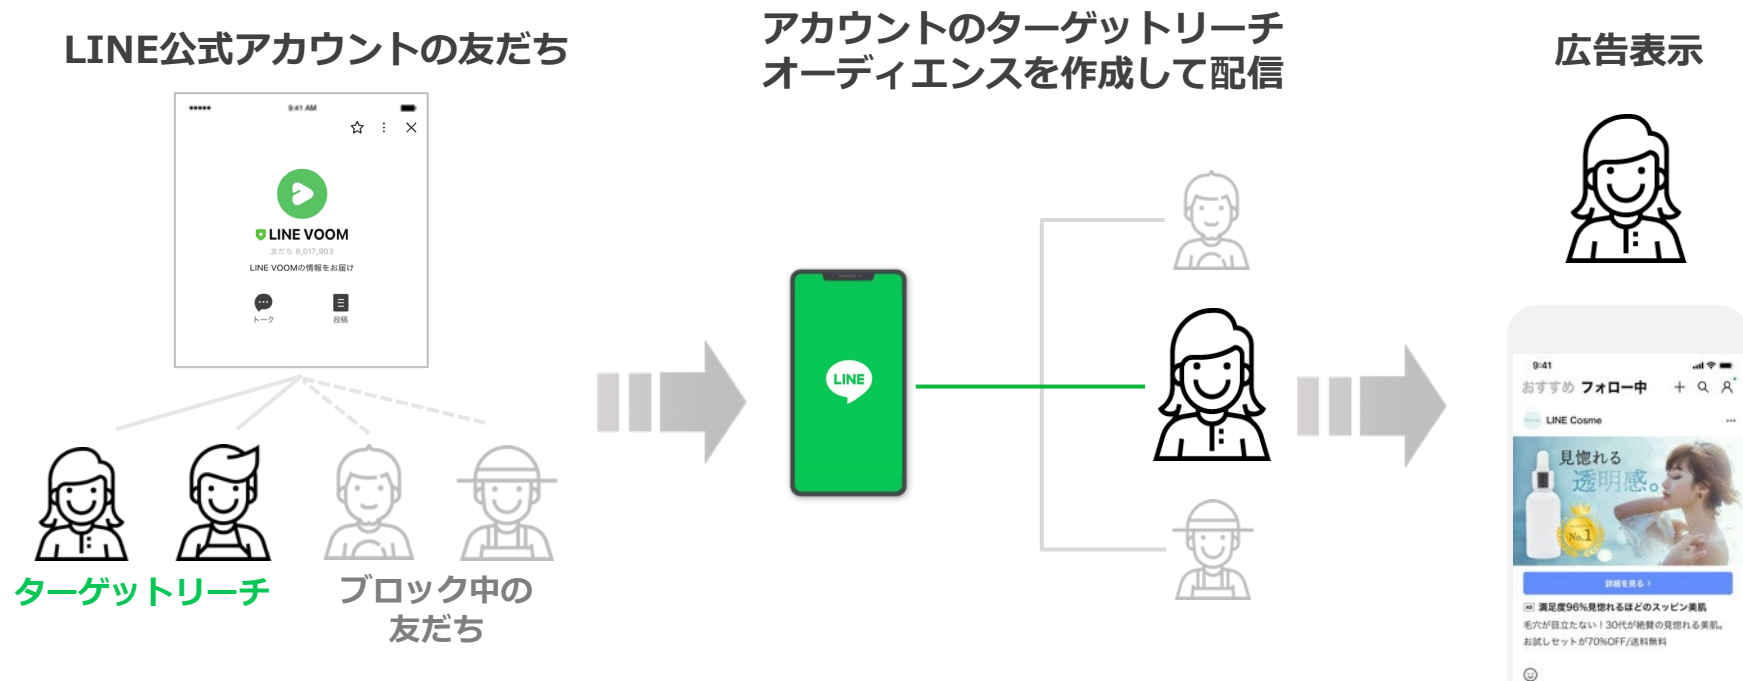 LINE公式アカウントの友だち
9:41 AM
LINE VOOM
友だち 8,017,903
LINE VOOMの情報をお届け
トーク
投稿
ターゲットリーチ
ブロック中の
友だち
アカウントのターゲットリーチ
オーディエンスを作成して配信
LINE
広告表示
9:41
おすすめ フォロー中
LINE Cosme
見惚れる
透明感。
No.1
詳細を見る
AD 満足度96%見惚れるほどのスッピン美肌
毛穴が目立たない！30代が絶賛の見惚れる美肌。
お試しセットが70%OFF/送料無料